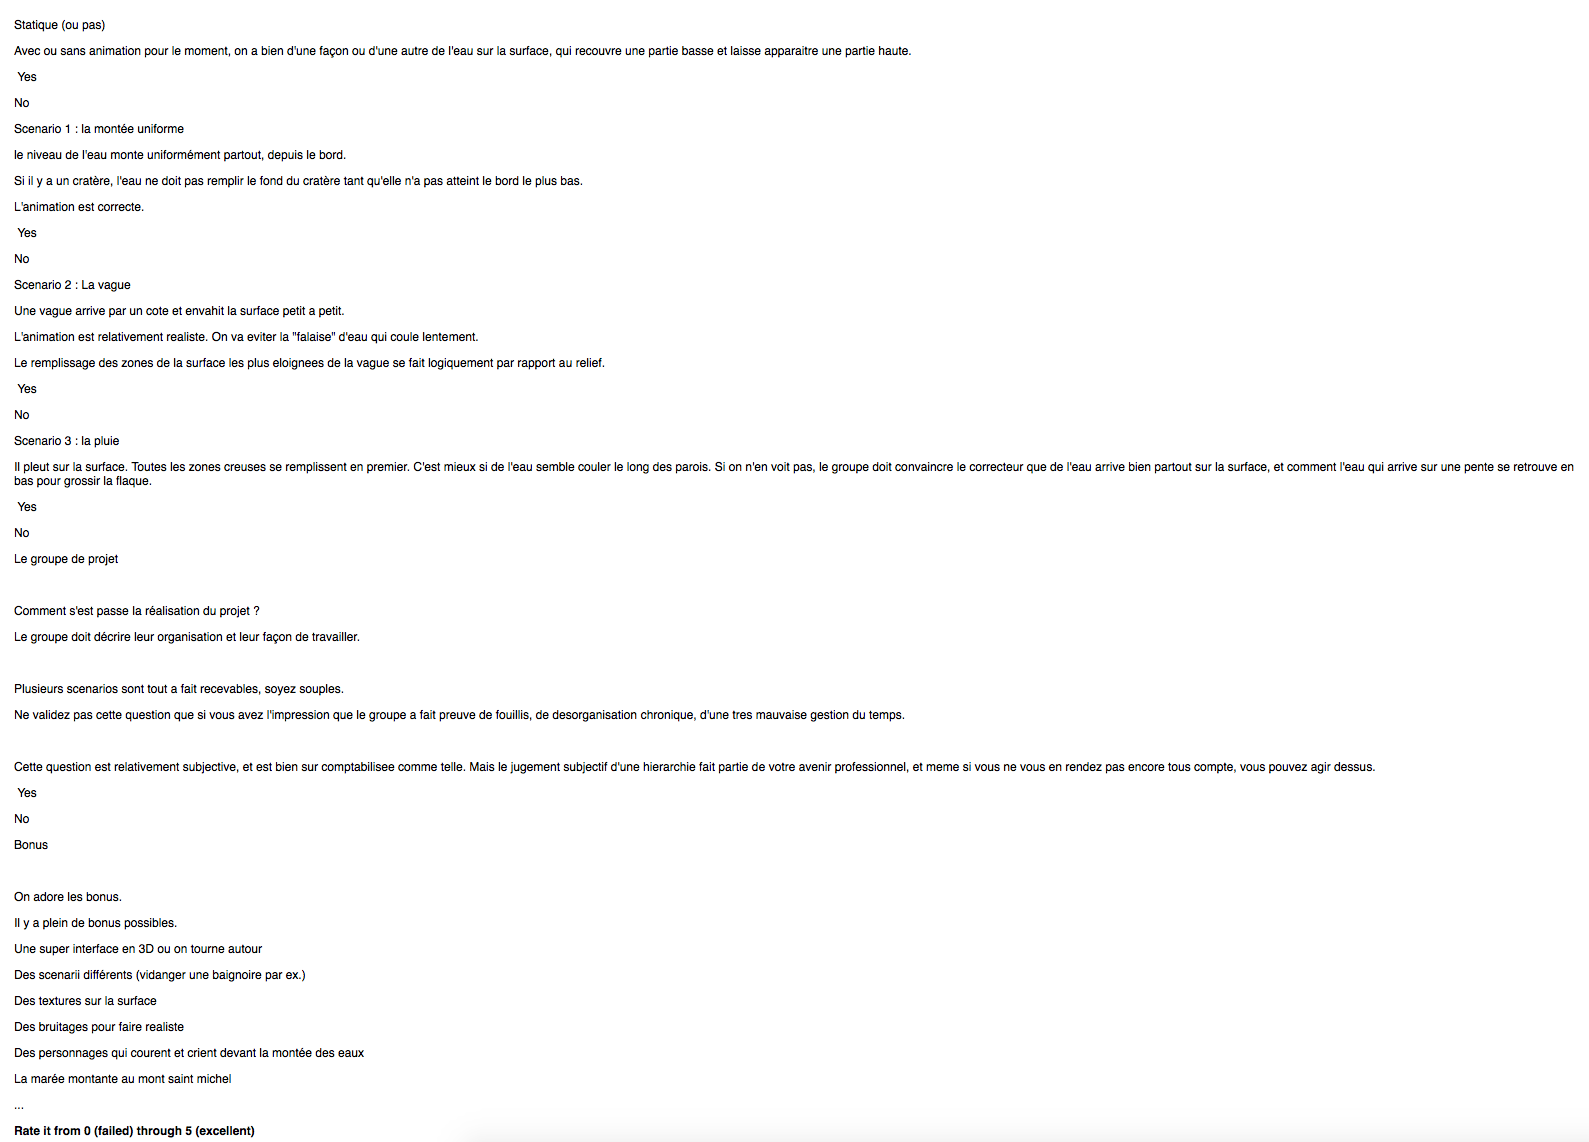 Statique (ou pas)
Avec ou sans animation pour le moment, on a bien d'une façon ou d'une autre de l'eau sur la surface, qui recouvre une partie basse et laisse apparaitre une partie haute.
Yes
No
Scenario 1 : la montée uniforme
le niveau de l'eau monte uniformément partout, depuis le bord.
Si il y a un cratère, l'eau ne doit pas remplir le fond du cratère tant qu'elle n'a pas atteint le bord le plus bas.
L'animation est correcte.
Yes
No
Scenario 2 : La vague
Une vague arrive par un cote et envahit la surface petit a petit.
L'animation est relativement realiste. On va eviter la "falaise" d'eau qui coule lentement.
Le remplissage des zones de la surface les plus eloignees de la vague se fait logiquement par rapport au relief.
Yes
No
Scenario 3 : la pluie
Il pleut sur la surface. Toutes les zones creuses se remplissent en premier. C'est mieux si de l'eau semble couler le long des parois. Si on n'en voit pas, le groupe doit convaincre le correcteur que de l'eau arrive bien partout sur la surface, et comment l'eau qui arrive sur une pente se retrouve en
bas pour grossir la flaque.
Yes
No
Le groupe de projet
Comment s'est passe la réalisation du projet ?
Le groupe doit décrire leur organisation et leur façon de travailler.
Plusieurs scenarios sont tout a fait recevables, soyez souples.
Ne validez pas cette question que si vous avez l'impression que le groupe a fait preuve de fouillis, de desorganisation chronique, d'une tres mauvaise gestion du temps.
Cette question est relativement subjective, et est bien sur comptabilisee comme telle. Mais le jugement subjectif d'une hierarchie fait partie de votre avenir professionnel, et meme si vous ne vous en rendez pas encore tous compte, vous pouvez agir dessus.
Yes
No
Bonus
On adore les bonus.
Il y a plein de bonus possibles.
Une super interface en 3D ou on tourne autour
Des scenarii différents (vidanger une baignoire par ex.)
Des textures sur la surface
Des bruitages pour faire realiste
Des personnages qui courent et crient devant la montée des eaux
La marée montante au mont saint michel
...
Rate it from 0 (failed) through 5 (excellent)